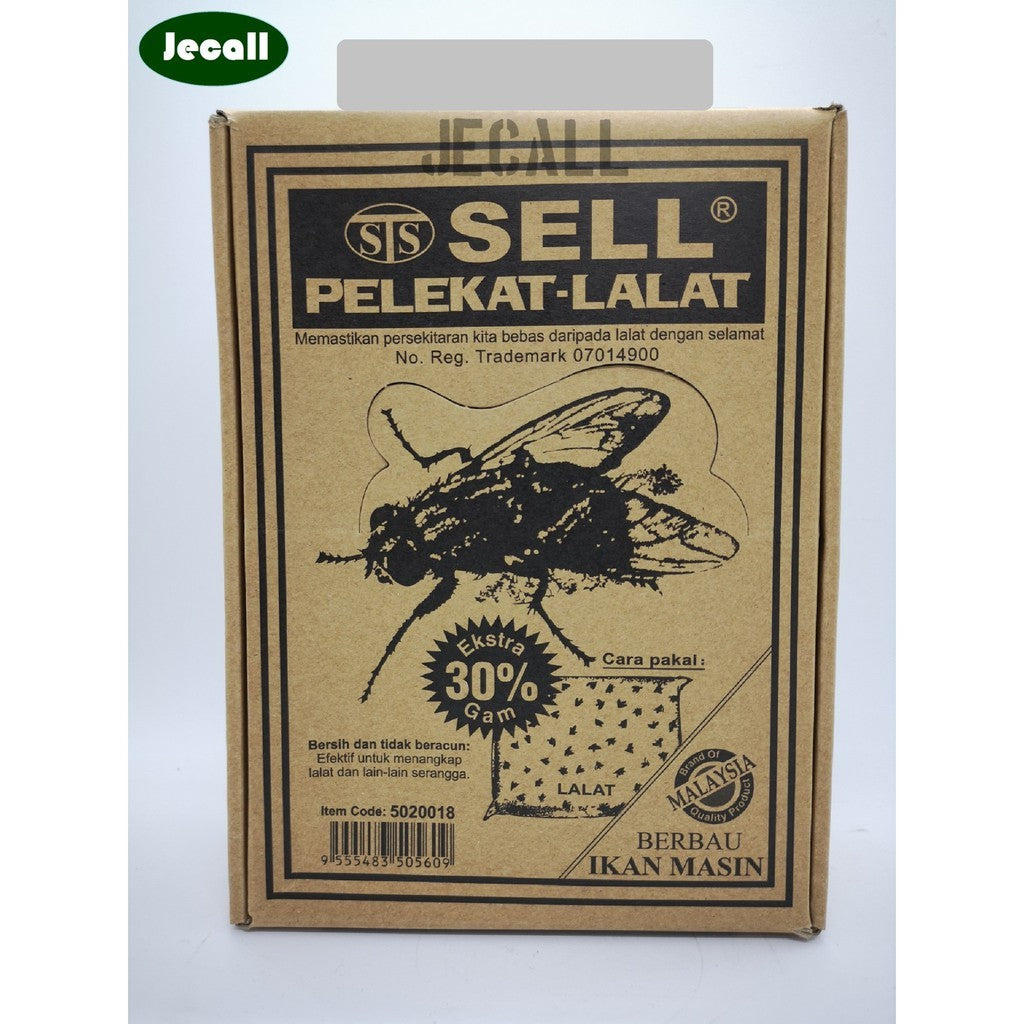 Jecall
JECALL
STS SELL®
PELEKAT-LALAT
Memastikan persekitaran kita bebas daripada lalat dengan selamat
No. Reg. Trademark 07014900
Ekstra
30%
Gam
Cara pakai:
LALAT
Bersih dan tidak beracun:
Efektif untuk menangkap
lalat dan lain-lain serangga.
Item Code: 5020018
9 555483 505609
Brand Of
MALAYSIA
Quality Product
BERBAU
IKAN MASIN